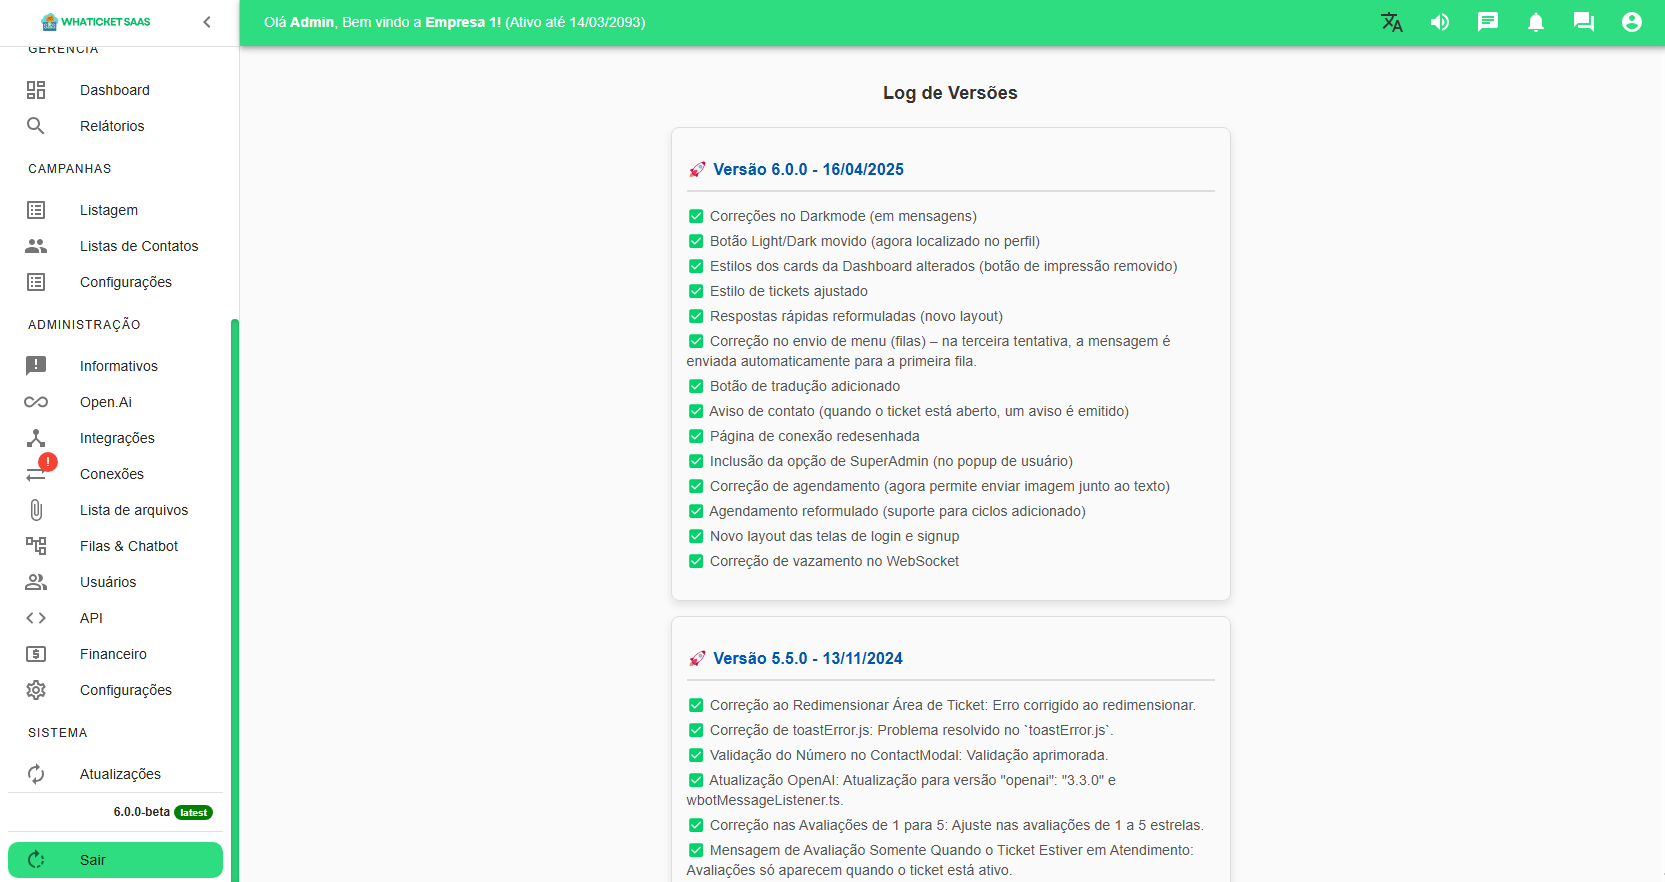 WHATICKET SAAS
Olá Admin, Bem vindo a Empresa 1! (Ativo até 14/03/2093)
GERENCIA
Dashboard
Relátorios
CAMPANHAS
Listagem
Listas de Contatos
Configurações
ADMINISTRAÇÃO
Informativos
Open.Ai
Integrações
!
Conexões
Lista de arquivos
Filas & Chatbot
Usuários
API
Financeiro
Configurações
SISTEMA
Atualizações
6.0.0-beta latest
Sair
Log de Versões
Versão 6.0.0 - 16/04/2025
Correções no Darkmode (em mensagens)
Botão Light/Dark movido (agora localizado no perfil)
Estilos dos cards da Dashboard alterados (botão de impressão removido)
Estilo de tickets ajustado
Respostas rápidas reformuladas (novo layout)
Correção no envio de menu (filas) – na terceira tentativa, a mensagem é
enviada automaticamente para a primeira fila.
Botão de tradução adicionado
Aviso de contato (quando o ticket está aberto, um aviso é emitido)
Página de conexão redesenhada
Inclusão da opção de SuperAdmin (no popup de usuário)
Correção de agendamento (agora permite enviar imagem junto ao texto)
Agendamento reformulado (suporte para ciclos adicionado)
Novo layout das telas de login e signup
Correção de vazamento no WebSocket
Versão 5.5.0 - 13/11/2024
Correção ao Redimensionar Área de Ticket: Erro corrigido ao redimensionar.
Correção de toastError.js: Problema resolvido no `toastError.js`.
Validação do Número no ContactModal: Validação aprimorada.
Atualização OpenAI: Atualização para versão "openai": "3.3.0" e
wbotMessageListener.ts.
Correção nas Avaliações de 1 para 5: Ajuste nas avaliações de 1 a 5 estrelas.
Mensagem de Avaliação Somente Quando o Ticket Estiver em Atendimento:
Avaliações só aparecem quando o ticket está ativo.